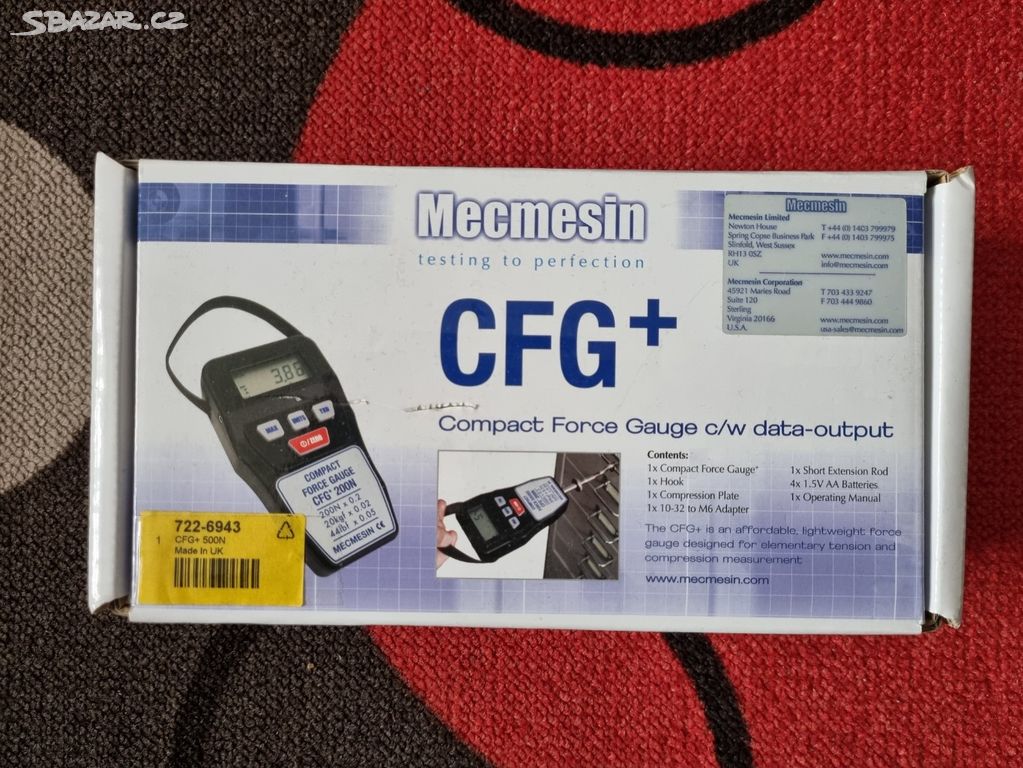 SBAZAR.CZ
Mecmesin
testing to perfection
CFG+
Compact Force Gauge c/w data-output
Mecmesin
Mecmesin Limited
Newton House
Spring Copse Business Park
Slinfold, West Sussex
RH13 0SZ
UK
T +44 (0) 1403 799979
F +44 (0) 1403 799975
www.mecmesin.com
info@mecmesin.com
Mecmesin Corporation
45921 Maries Road
Suite 120
Sterling
Virginia 20166
U.S.A.
T 703 433 9247
F 703 444 9860
www.mecmesin.com
usa-sales@mecmesin.com
3.86
MAX
UNITS
TXD
/ZERO
COMPACT
FORCE GAUGE
CFG+ 200N
200N x 0.2
20kgf x 0.02
44lbf x 0.05
MECMESIN CE
722-6943
1 CFG+ 500N
Made In UK
Contents:
1x Compact Force Gauge+
1x Hook
1x Compression Plate
1x 10-32 to M6 Adapter
1x Short Extension Rod
4x 1.5V AA Batteries
1x Operating Manual
The CFG+ is an affordable, lightweight force
gauge designed for elementary tension and
compression measurement
www.mecmesin.com